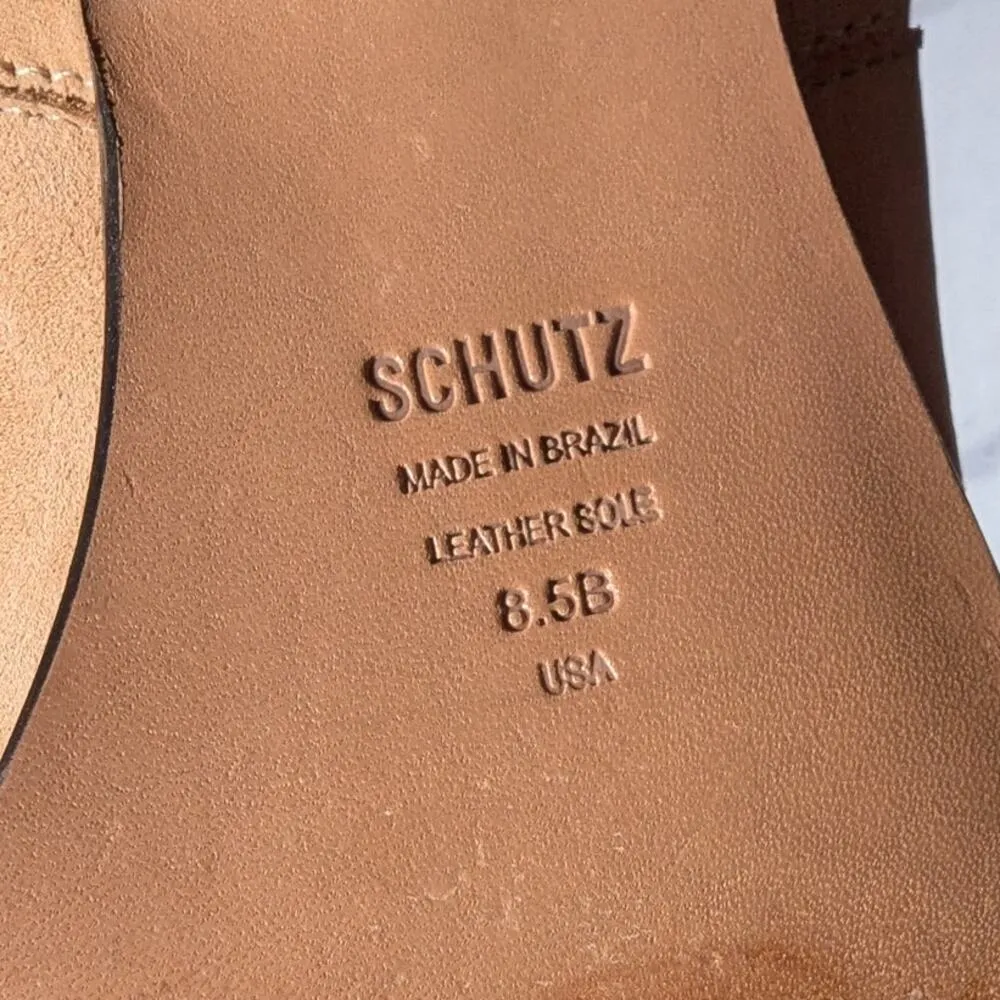 SCHUTZ
MADE IN BRAZIL
LEATHER SOLE
8.5B
USA